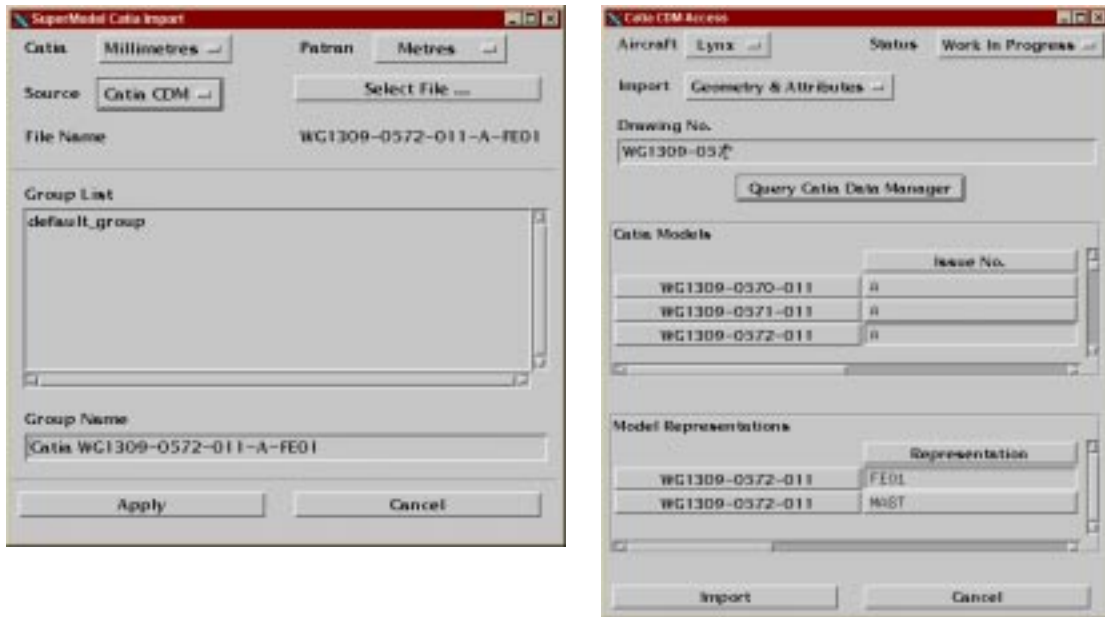 SuperModel Catia Import
Catia Millimetres Patran Metres
Source Catia CDM Select File ...
File Name WG1309-0572-011-A-FE01
Group List
default_group
Group Name
Catia WG1309-0572-011-A-FE01
Apply Cancel
Catia CDM Access
Aircraft Lynx Status Work In Progress
Import Geometry & Attributes
Drawing No.
WG1309-057*
Query Catia Data Manager
Catia Models
Issue No.
WG1309-0570-011 A
WG1309-0571-011 A
WG1309-0572-011 A
Model Representations
Representation
WG1309-0572-011 FE01
WG1309-0572-011 MAST
Import Cancel